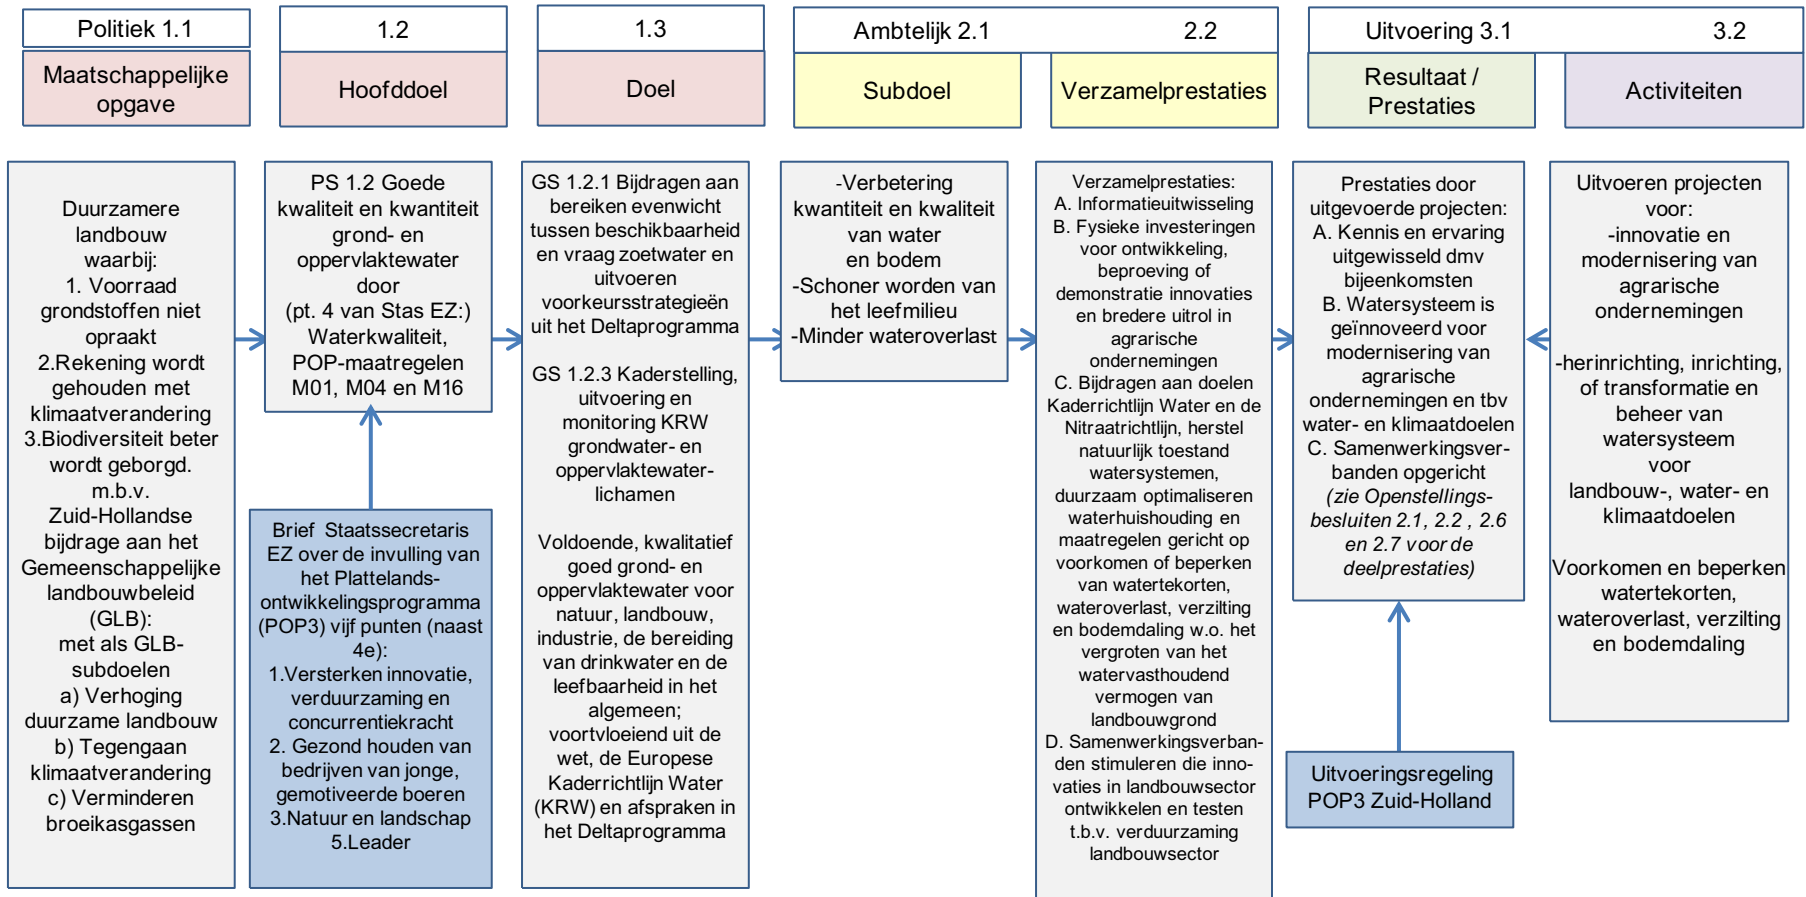 Politiek 1.1
1.2
1.3
Ambtelijk 2.1
2.2
Uitvoering 3.1
3.2
Maatschappelijke
opgave
Hoofddoel
Doel
Subdoel
Verzamelprestaties
Resultaat /
Prestaties
Activiteiten
Duurzamere
landbouw
waarbij:
1. Voorraad
grondstoffen niet
opraakt
2.Rekening wordt
gehouden met
klimaatverandering
3.Biodiversiteit beter
wordt geborgd.
m.b.v.
Zuid-Hollandse
bijdrage aan het
Gemeenschappelijke
landbouwbeleid
(GLB):
met als GLB-
subdoelen
a) Verhoging
duurzame landbouw
b) Tegengaan
klimaatverandering
c) Verminderen
broeikasgassen
PS 1.2 Goede
kwaliteit en kwantiteit
grond- en
oppervlaktewater
door
(pt. 4 van Stas EZ:)
Waterkwaliteit,
POP-maatregelen
M01, M04 en M16
Brief Staatssecretaris
EZ over de invulling van
het Plattelands-
ontwikkelingsprogramma
(POP3) vijf punten (naast
4e):
1.Versterken innovatie,
verduurzaming en
concurrentiekracht
2. Gezond houden van
bedrijven van jonge,
gemotiveerde boeren
3.Natuur en landschap
5.Leader
GS 1.2.1 Bijdragen aan
bereiken evenwicht
tussen beschikbaarheid
en vraag zoetwater en
uitvoeren
voorkeursstrategieën
uit het Deltaprogramma
GS 1.2.3 Kaderstelling,
uitvoering en
monitoring KRW
grondwater- en
oppervlaktewater-
lichamen
Voldoende, kwalitatief
goed grond- en
oppervlaktewater voor
natuur, landbouw,
industrie, de bereiding
van drinkwater en de
leefbaarheid in het
algemeen;
voortvloeiend uit de
wet, de Europese
Kaderrichtlijn Water
(KRW) en afspraken in
het Deltaprogramma
-Verbetering
kwantiteit en kwaliteit
van water
en bodem
-Schoner worden van
het leefmilieu
-Minder wateroverlast
Verzamelprestaties:
A. Informatieuitwisseling
B. Fysieke investeringen
voor ontwikkeling,
beproeving of
demonstratie innovaties
en bredere uitrol in
agrarische
ondernemingen
C. Bijdragen aan doelen
Kaderrichtlijn Water en de
Nitraatrichtlijn, herstel
natuurlijk toestand
watersystemen,
duurzaam optimaliseren
waterhuishouding en
maatregelen gericht op
voorkomen of beperken
van watertekorten,
wateroverlast, verzilting
en bodemdaling w.o. het
vergroten van het
watervasthoudend
vermogen van
landbouwgrond
D. Samenwerkingsverban-
den stimuleren die inno-
vaties in landbouwsector
ontwikkelen en testen
t.b.v. verduurzaming
landbouwsector
Prestaties door
uitgevoerde projecten:
A. Kennis en ervaring
uitgewisseld dmv
bijeenkomsten
B. Watersysteem is
geïnnoveerd voor
modernisering van
agrarische
ondernemingen en tbv
water- en klimaatdoelen
C. Samenwerkingsver-
banden opgericht
(zie Openstellings-
besluiten 2.1, 2.2 , 2.6
en 2.7 voor de
deelprestaties)
Uitvoeringsregeling
POP3 Zuid-Holland
Uitvoeren projecten
voor:
-innovatie en
modernisering van
agrarische
ondernemingen
-herinrichting, inrichting,
of transformatie en
beheer van
watersysteem
voor
landbouw-, water- en
klimaatdoelen
Voorkomen en beperken
watertekorten,
wateroverlast, verzilting
en bodemdaling